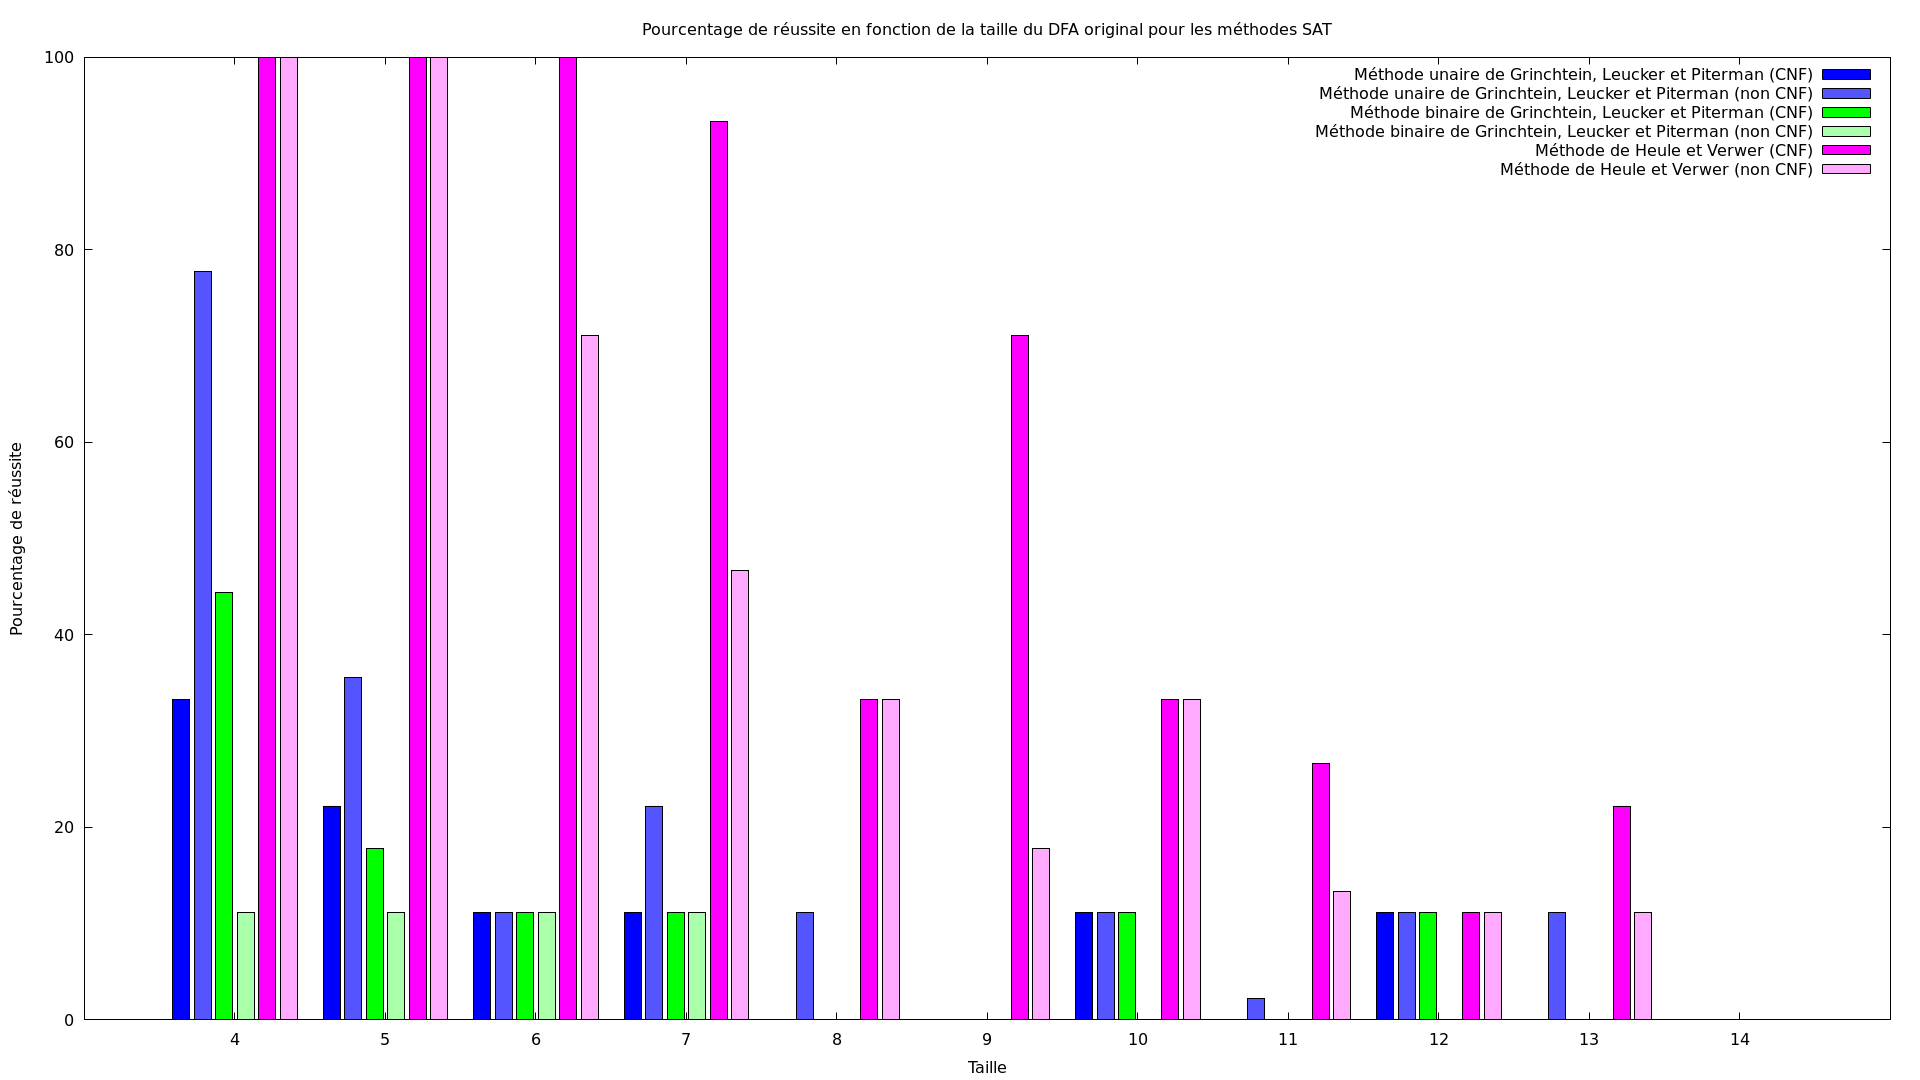 Pourcentage de réussite en fonction de la taille du DFA original pour les méthodes SAT
Méthode unaire de Grinchtein, Leucker et Piterman (CNF)
Méthode unaire de Grinchtein, Leucker et Piterman (non CNF)
Méthode binaire de Grinchtein, Leucker et Piterman (CNF)
Méthode binaire de Grinchtein, Leucker et Piterman (non CNF)
Méthode de Heule et Verwer (CNF)
Méthode de Heule et Verwer (non CNF)
Pourcentage de réussite
100
80
60
40
20
0
4 5 6 7 8 9 10 11 12 13 14
Taille